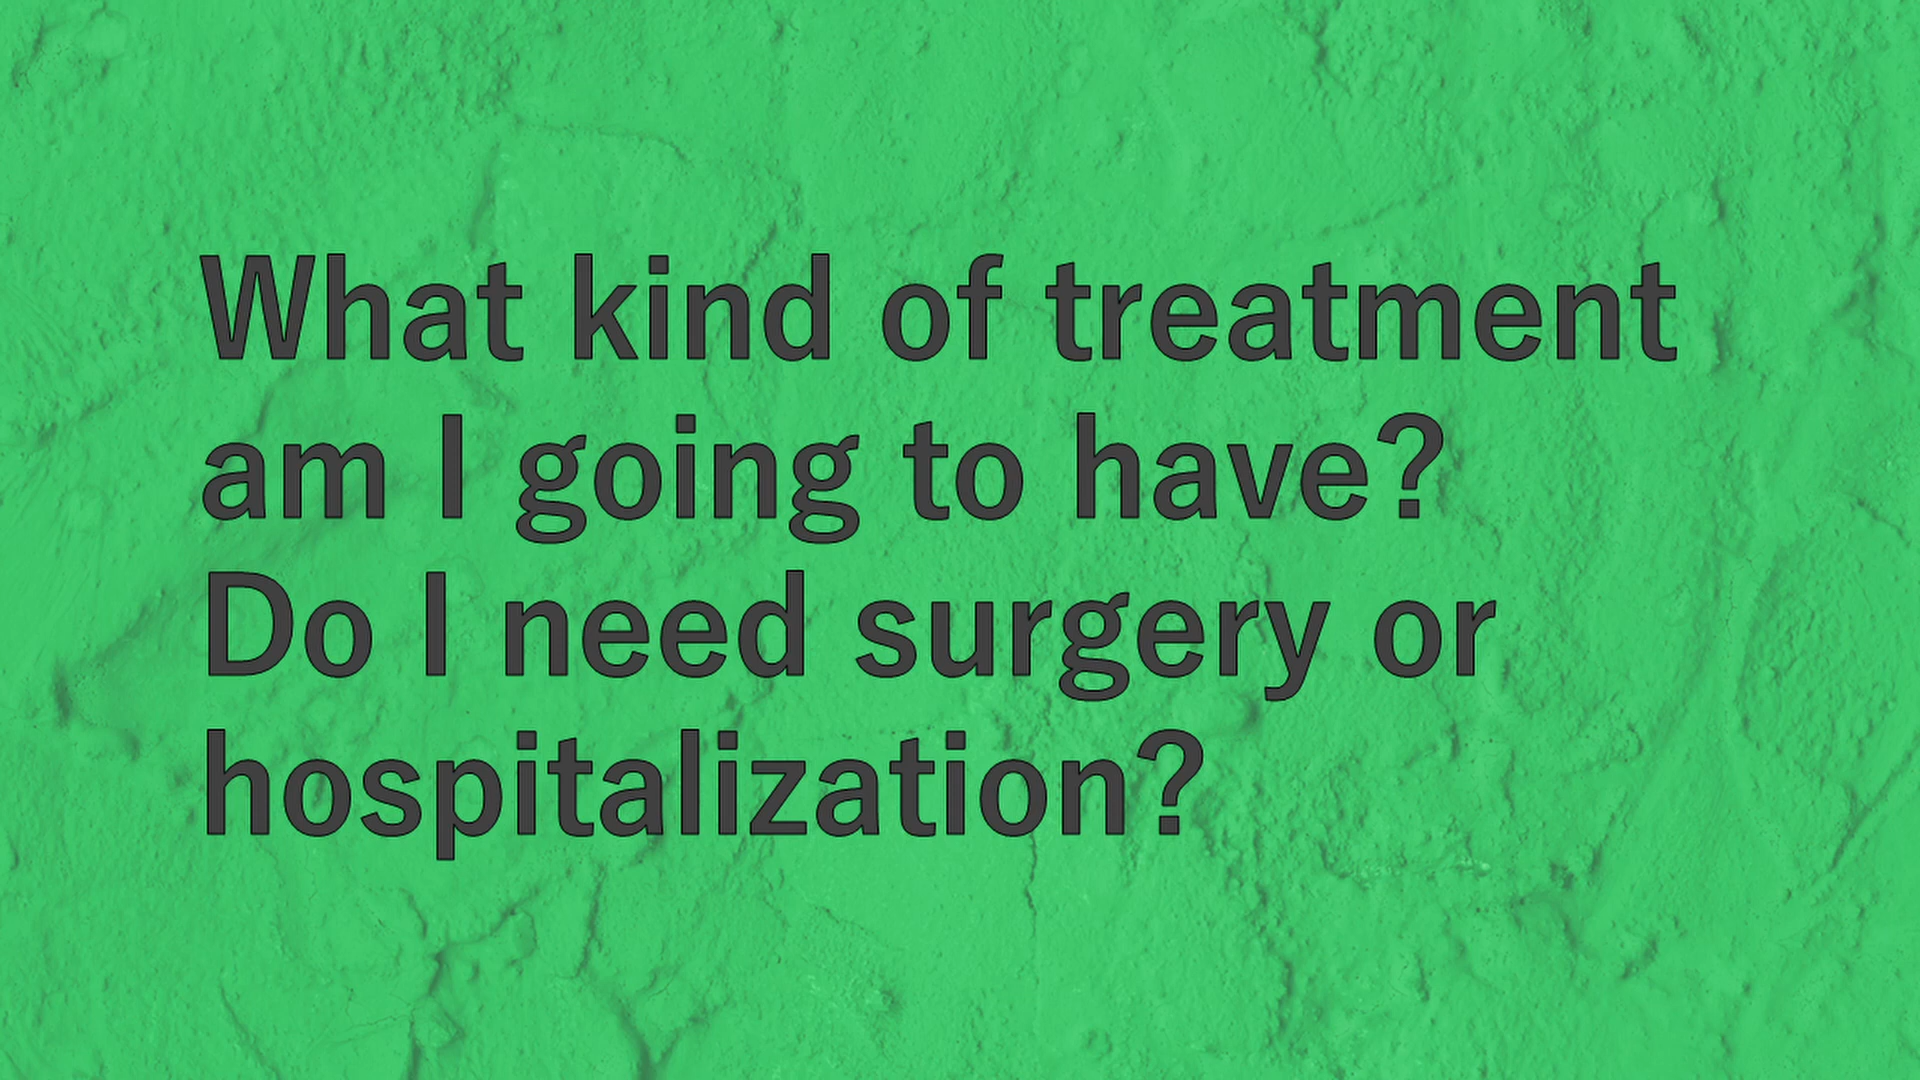 What kind of treatment
am I going to have?
Do I need surgery or
hospitalization?